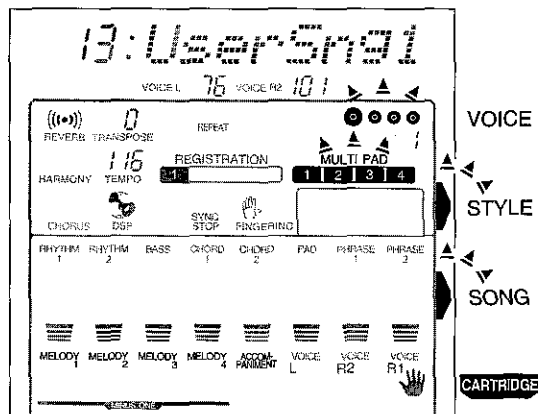 13:UserSng1
VOICE L 76 VOICE R2 101
REVERB 0 TRANSPOSE REPEAT 1
VOICE
HARMONY 116 TEMPO REGISTRATION 1 MULTI PAD 1 2 3 4
STYLE
CHORUS DSP SYNC STOP FINGERING
RHYTHM 1 RHYTHM 2 BASS CHORD 1 CHORD 2 PAD PHRASE 1 PHRASE 2
SONG
MELODY 1 MELODY 2 MELODY 3 MELODY 4 ACCOMPANIMENT VOICE L VOICE R2 VOICE R1
CARTRIDGE